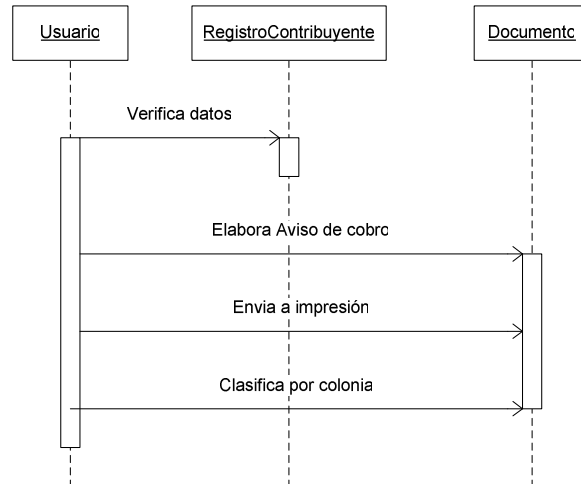 Usuario
RegistroContribuyente
Documento
Verifica datos
Elabora Aviso de cobro
Envia a impresión
Clasifica por colonia